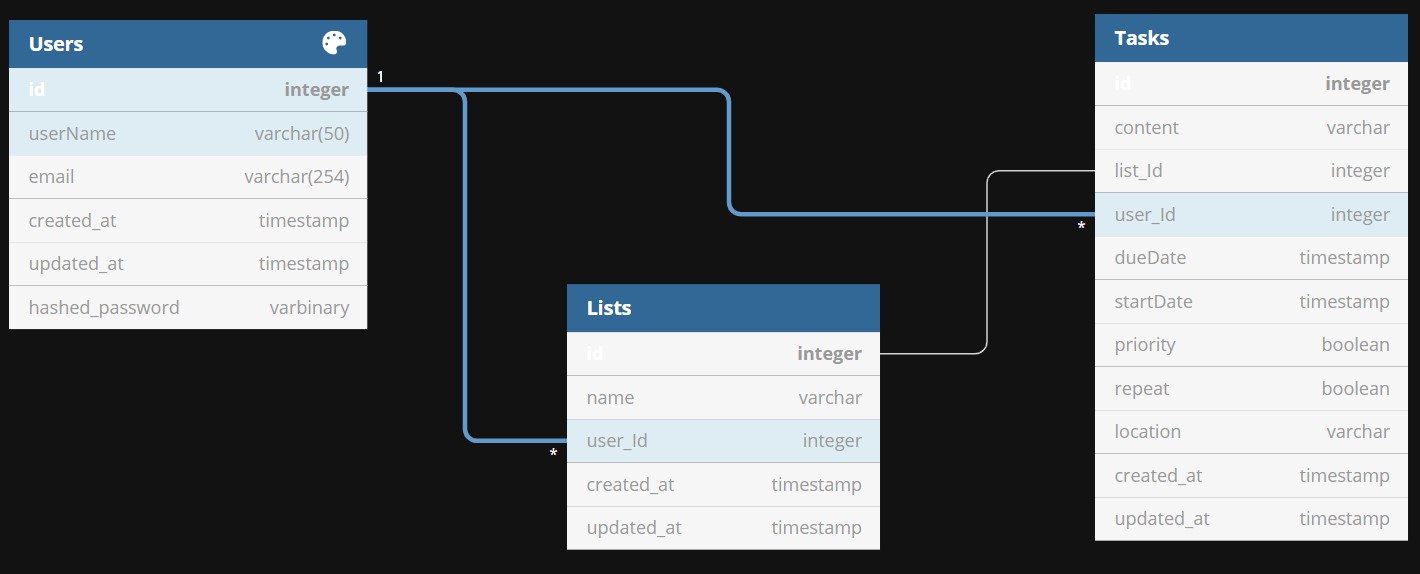 Users
id integer
userName varchar(50)
email varchar(254)
created_at timestamp
updated_at timestamp
hashed_password varbinary
1
*
Lists
id integer
name varchar
user_Id integer
created_at timestamp
updated_at timestamp
*
Tasks
id integer
content varchar
list_Id integer
user_Id integer
dueDate timestamp
startDate timestamp
priority boolean
repeat boolean
location varchar
created_at timestamp
updated_at timestamp